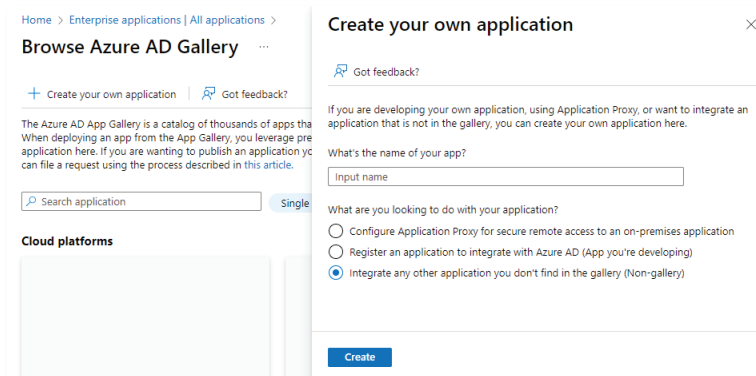 Home > Enterprise applications | All applications >
Browse Azure AD Gallery ...
Create your own application
Got feedback?
The Azure AD App Gallery is a catalog of thousands of apps tha
When deploying an app from the App Gallery, you leverage pre
application here. If you are wanting to publish an application yo
can file a request using the process described in this article.
Search application
Single
Cloud platforms
Create your own application
Got feedback?
If you are developing your own application, using Application Proxy, or want to integrate an
application that is not in the gallery, you can create your own application here.
What's the name of your app?
Input name
What are you looking to do with your application?
Configure Application Proxy for secure remote access to an on-premises application
Register an application to integrate with Azure AD (App you're developing)
Integrate any other application you don't find in the gallery (Non-gallery)
Create